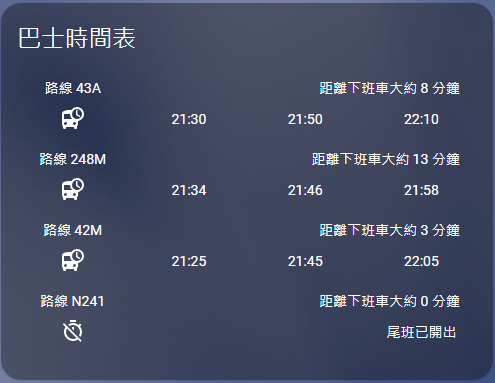 巴士時間表
路線 43A 距離下班車大約 8 分鐘
21:30 21:50 22:10
路線 248M 距離下班車大約 13 分鐘
21:34 21:46 21:58
路線 42M 距離下班車大約 3 分鐘
21:25 21:45 22:05
路線 N241 距離下班車大約 0 分鐘
尾班已開出